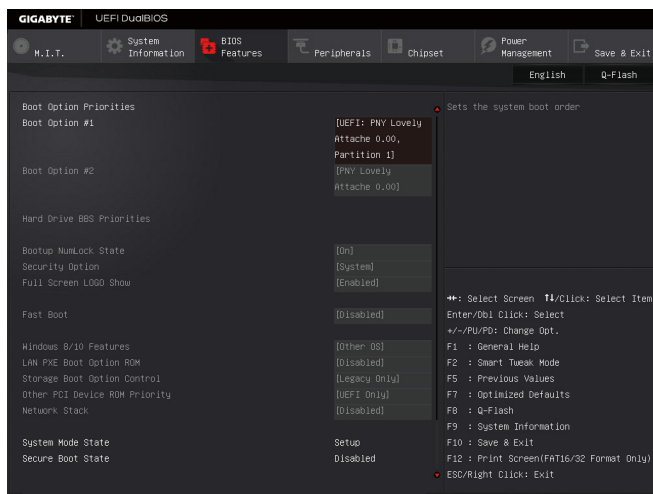 GIGABYTE™ UEFI DualBIOS
M.I.T.
System Information
BIOS Features
Peripherals
Chipset
Power Management
Save & Exit
English Q-Flash
Boot Option Priorities
Boot Option #1 [UEFI: PNY Lovely
Attache 0.00,
Partition 1]
Boot Option #2 [PNY Lovely
Attache 0.00]
Hard Drive BBS Priorities
Bootup NumLock State [On]
Security Option [System]
Full Screen LOGO Show [Enabled]
Fast Boot [Disabled]
Windows 8/10 Features [Other OS]
LAN PXE Boot Option ROM [Disabled]
Storage Boot Option Control [Legacy Only]
Other PCI Device ROM Priority [UEFI Only]
Network Stack [Disabled]
System Mode State Setup
Secure Boot State Disabled
Sets the system boot order
→←: Select Screen ↑↓/Click: Select Item
Enter/Dbl Click: Select
+/-/PU/PD: Change Opt.
F1 : General Help
F2 : Smart Tweak Mode
F5 : Previous Values
F7 : Optimized Defaults
F8 : Q-Flash
F9 : System Information
F10 : Save & Exit
F12 : Print Screen(FAT16/32 Format Only)
ESC/Right Click: Exit